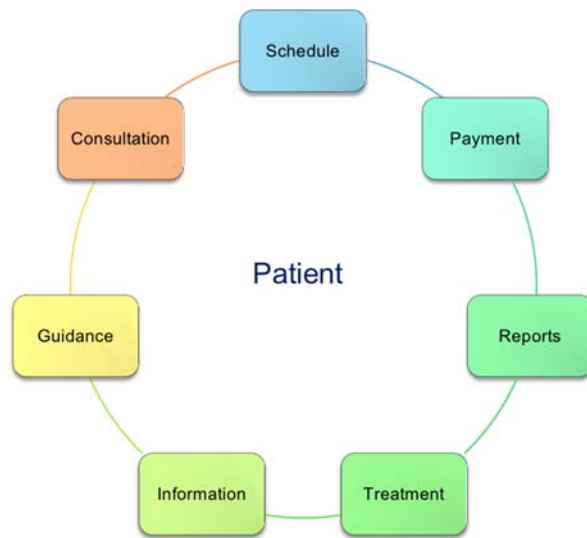 Schedule
Consultation
Payment
Patient
Guidance
Reports
Information
Treatment